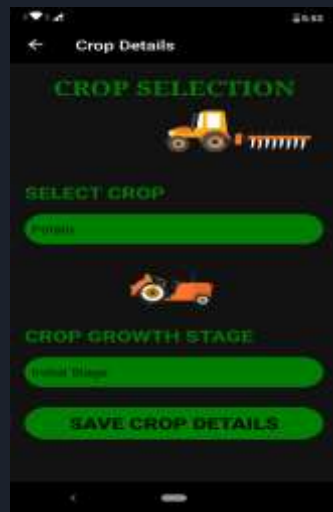 Crop Details
CROP SELECTION
SELECT CROP
Potato
CROP GROWTH STAGE
Initial Stage
SAVE CROP DETAILS